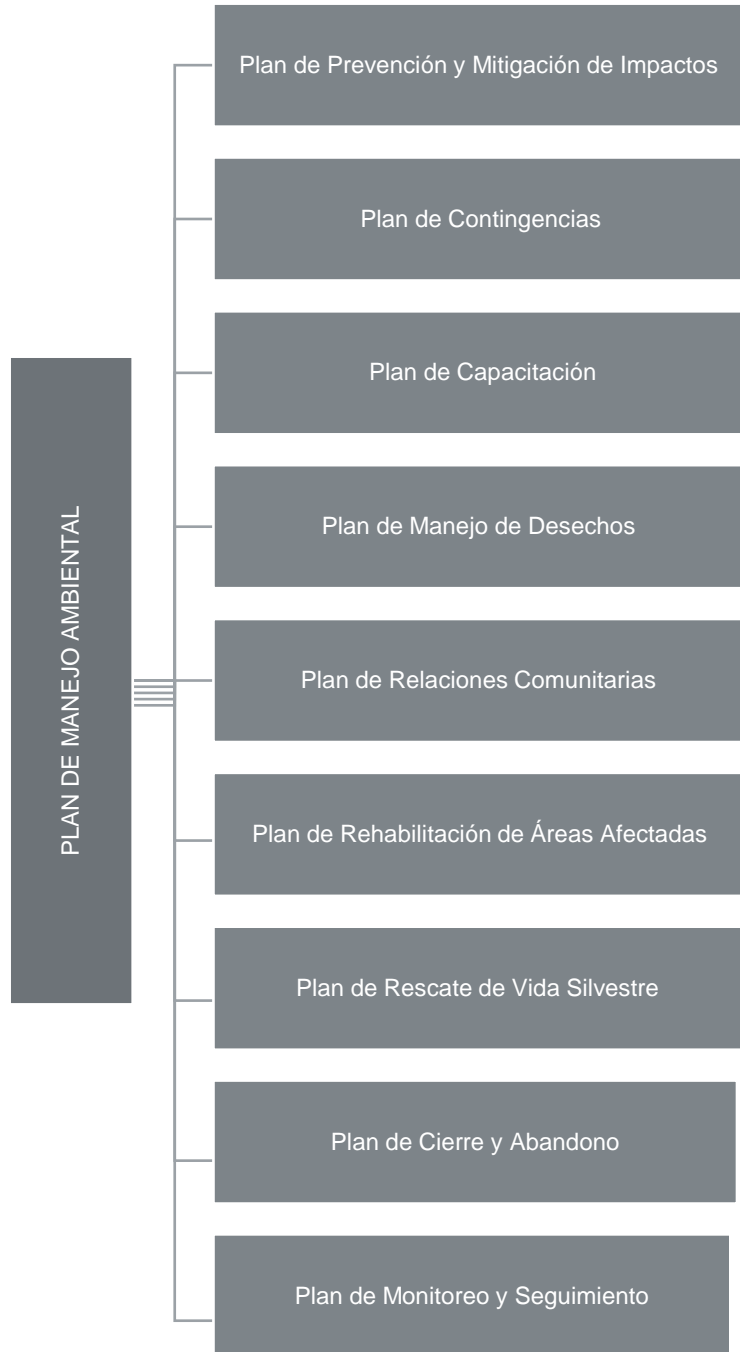 PLAN DE MANEJO AMBIENTAL
Plan de Prevención y Mitigación de Impactos
Plan de Contingencias
Plan de Capacitación
Plan de Manejo de Desechos
Plan de Relaciones Comunitarias
Plan de Rehabilitación de Áreas Afectadas
Plan de Rescate de Vida Silvestre
Plan de Cierre y Abandono
Plan de Monitoreo y Seguimiento